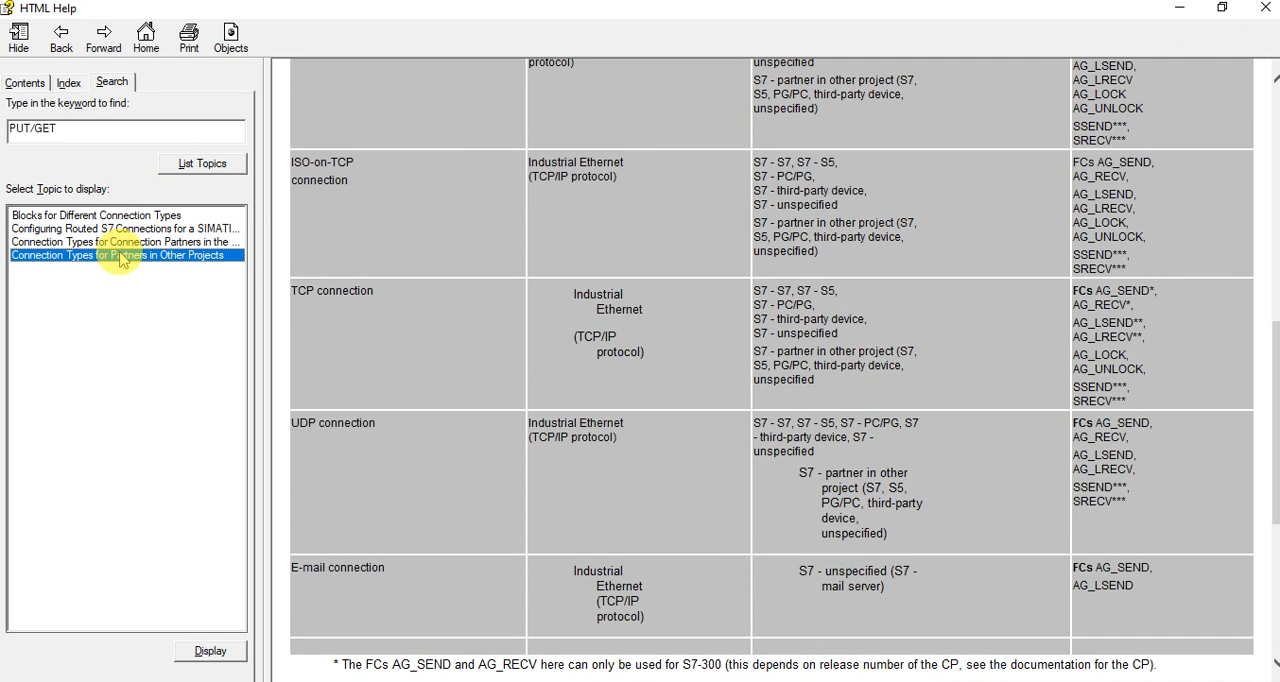 HTML Help
Hide
Back
Forward
Home
Print
Objects
Contents
Index
Search
Type in the keyword to find:
PUT/GET
List Topics
Select Topic to display:
Blocks for Different Connection Types
Configuring Routed S7 Connections for a SIMATI...
Connection Types for Connection Partners in the ...
Connection Types for Partners in Other Projects
Display
protocol)
unspecified
S7 - partner in other project (S7,
S5, PG/PC, third-party device,
unspecified)
AG_LSEND,
AG_LRECV
AG_LOCK
AG_UNLOCK
SSEND***,
SRECV***
ISO-on-TCP
connection
Industrial Ethernet
(TCP/IP protocol)
S7 - S7, S7 - S5,
S7 - PC/PG,
S7 - third-party device,
S7 - unspecified
S7 - partner in other project (S7,
S5, PG/PC, third-party device,
unspecified)
FCs AG_SEND,
AG_RECV,
AG_LSEND,
AG_LRECV,
AG_LOCK,
AG_UNLOCK,
SSEND***,
SRECV***
TCP connection
Industrial
Ethernet
(TCP/IP
protocol)
S7 - S7, S7 - S5,
S7 - PC/PG,
S7 - third-party device,
S7 - unspecified
S7 - partner in other project (S7,
S5, PG/PC, third-party device,
unspecified
FCs AG_SEND*,
AG_RECV*,
AG_LSEND**,
AG_LRECV**,
AG_LOCK,
AG_UNLOCK,
SSEND***,
SRECV***
UDP connection
Industrial Ethernet
(TCP/IP protocol)
S7 - S7, S7 - S5, S7 - PC/PG, S7
- third-party device, S7 -
unspecified
S7 - partner in other
project (S7, S5,
PG/PC, third-party
device,
unspecified)
FCs AG_SEND,
AG_RECV,
AG_LSEND,
AG_LRECV,
SSEND***,
SRECV***
E-mail connection
Industrial
Ethernet
(TCP/IP
protocol)
S7 - unspecified (S7 -
mail server)
FCs AG_SEND,
AG_LSEND
* The FCs AG_SEND and AG_RECV here can only be used for S7-300 (this depends on release number of the CP, see the documentation for the CP).